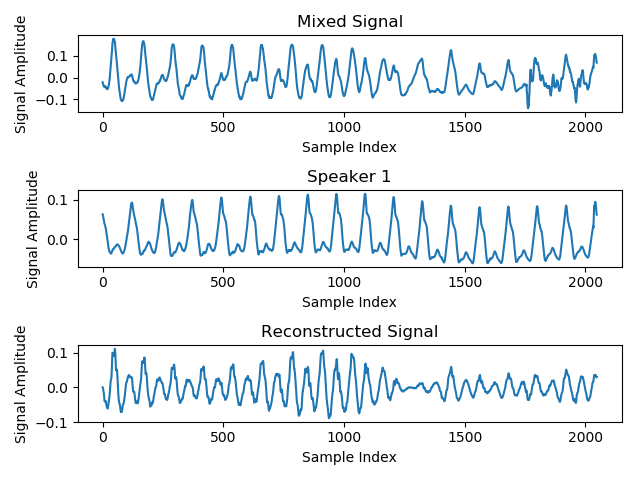 Mixed Signal
Signal Amplitude
0.1
0.0
−0.1
0 500 1000 1500 2000
Sample Index
Speaker 1
Signal Amplitude
0.1
0.0
0 500 1000 1500 2000
Sample Index
Reconstructed Signal
Signal Amplitude
0.1
0.0
−0.1
0 500 1000 1500 2000
Sample Index